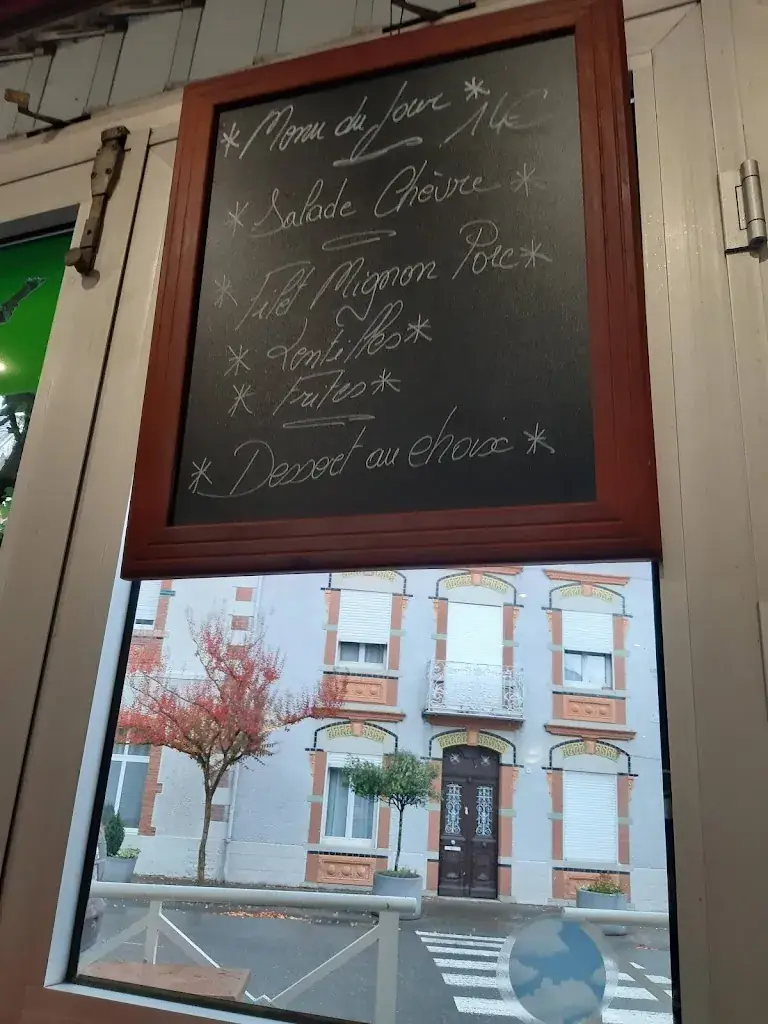 * Menu du Jour * 14€
* Salade Chèvre *
* Filet Mignon Porc *
* Lentilles *
* Frites *
* Dessert au choix *